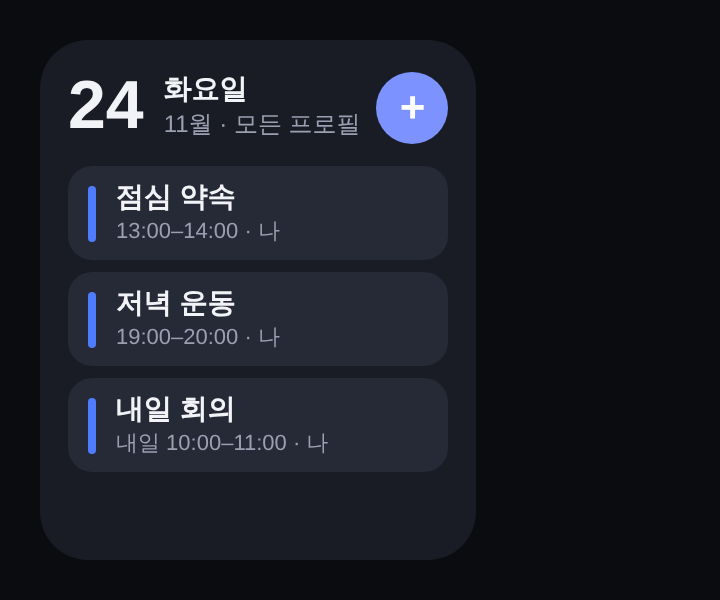 24
화요일
11월 · 모든 프로필
+
점심 약속
13:00–14:00 · 나
저녁 운동
19:00–20:00 · 나
내일 회의
내일 10:00–11:00 · 나